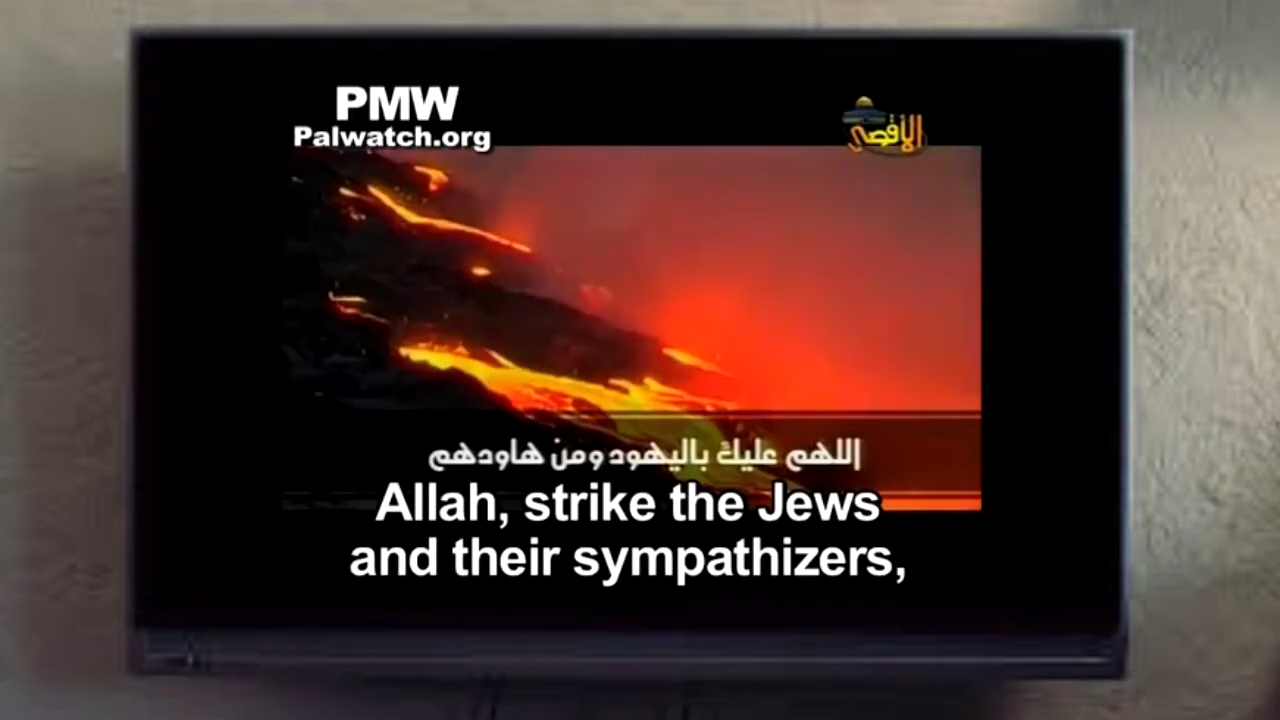 PMW
Palwatch.org
الأقصى
اللهم عليك باليهود ومن هاودهم
Allah, strike the Jews
and their sympathizers,